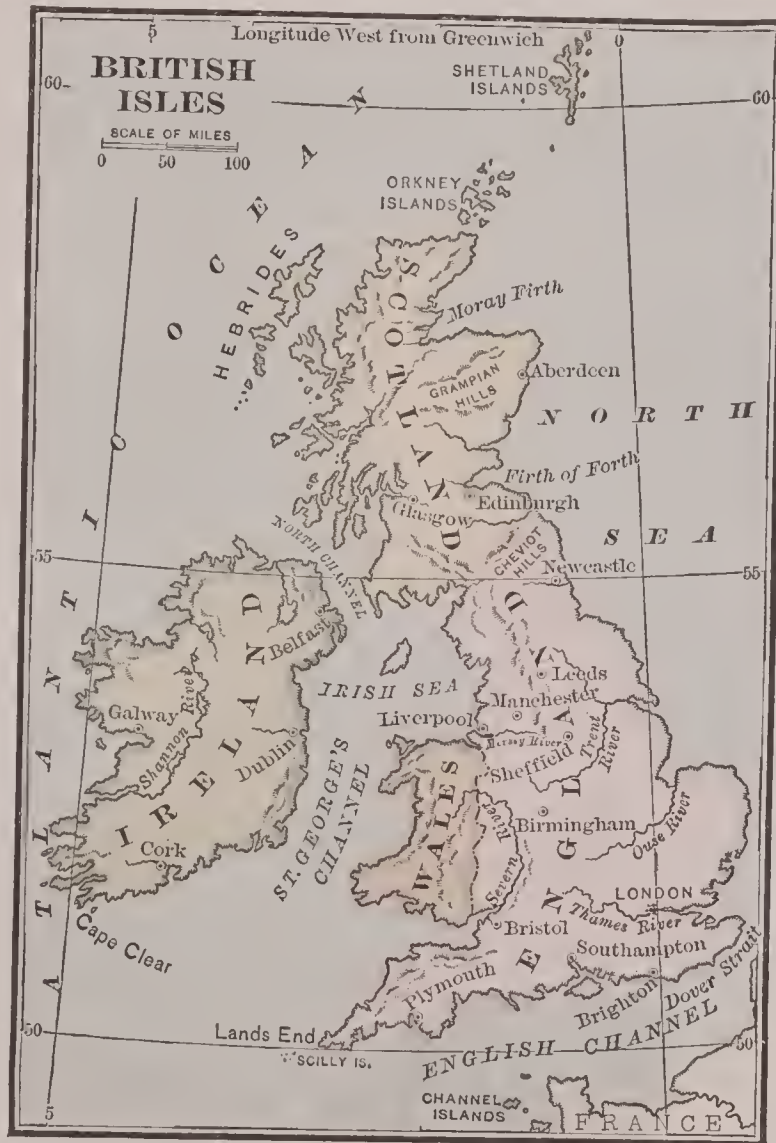 5
Longitude West from Greenwich
0
BRITISH
ISLES
SCALE OF MILES
0 50 100
60
60
SHETLAND
ISLANDS
ORKNEY
ISLANDS
ATLANTIC OCEAN
HEBRIDES
SCOTLAND
Moray Firth
Aberdeen
GRAMPIAN
HILLS
NORTH
SEA
Firth of Forth
Edinburgh
Glasgow
NORTH CHANNEL
CHEVIOT
HILLS
Newcastle
55
55
IRELAND
Belfast
Galway
Shannon River
Dublin
Cork
Cape Clear
IRISH SEA
ST. GEORGE'S
CHANNEL
ENGLAND
Leeds
Manchester
Liverpool
Mersey River
Sheffield
Trent
River
WALES
Severn River
Birmingham
Ouse River
LONDON
Thames River
Bristol
Southampton
Plymouth
Brighton
Dover Strait
ENGLISH CHANNEL
Lands End
SCILLY IS.
50
50
CHANNEL
ISLANDS
FRANCE
5